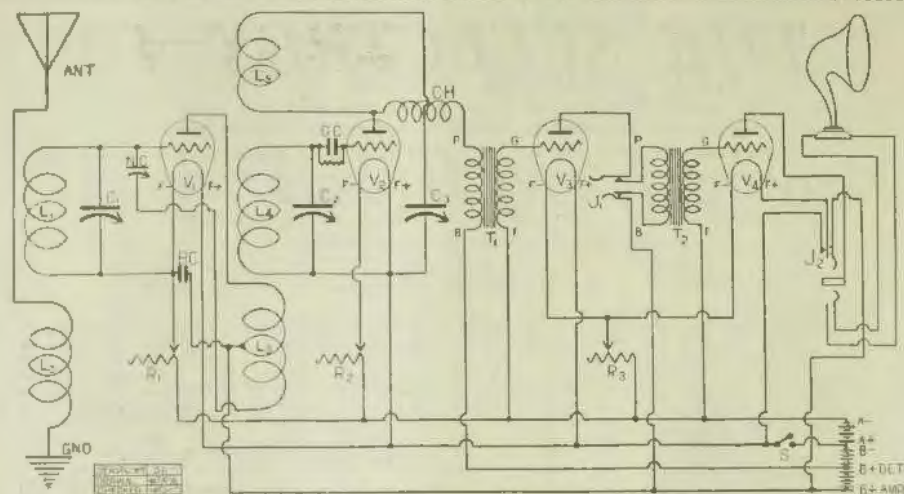 ANT
L5
CH
GC
NC
P
G
P
G
V1
F-
F+
V2
F-
F+
V3
F-
F+
V4
F-
F+
L1
C1
L4
C2
C3
J1
B
T1
F
B
T2
F
J2
L3
L2
R1
R2
R3
GND
S
A-
A+
B-
B+DET
B+AMP